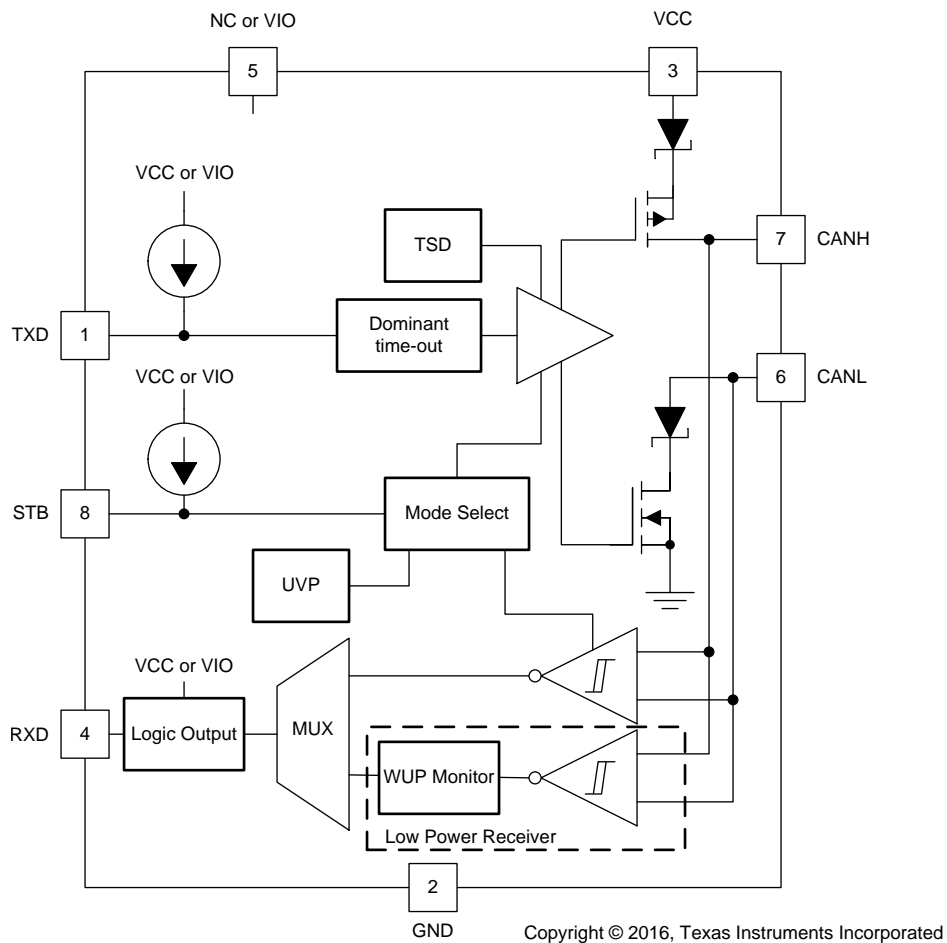 NC or VIO
VCC
5
3
VCC or VIO
TSD
7
CANH
TXD
1
Dominant
time-out
VCC or VIO
6
CANL
STB
8
Mode Select
UVP
VCC or VIO
RXD
4
Logic Output
MUX
WUP Monitor
Low Power Receiver
2
GND
Copyright © 2016, Texas Instruments Incorporated